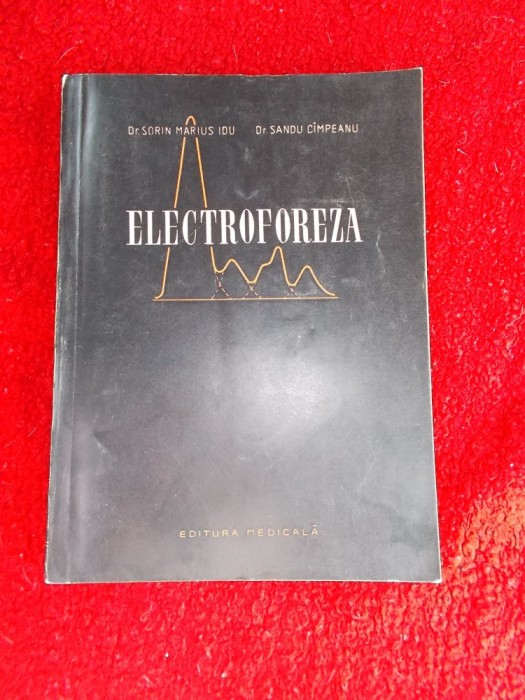 Dr. SORIN MARIUS IDU Dr. SANDU CÎMPEANU
ELECTROFOREZA
EDITURA MEDICALĂ